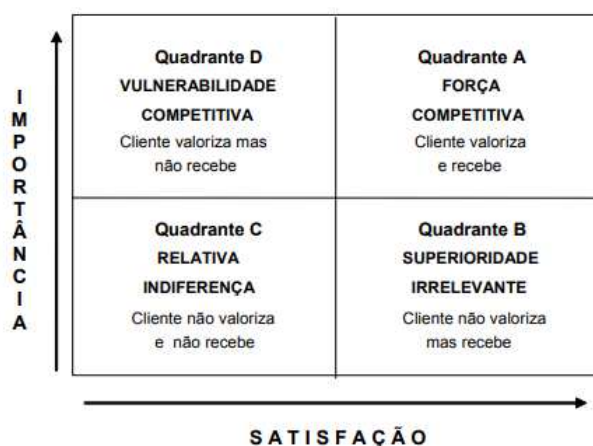 IMPORTÂNCIA
Quadrante D
VULNERABILIDADE
COMPETITIVA
Cliente valoriza mas
não recebe
Quadrante A
FORÇA
COMPETITIVA
Cliente valoriza
e recebe
Quadrante C
RELATIVA
INDIFERENÇA
Cliente não valoriza
e não recebe
Quadrante B
SUPERIORIDADE
IRRELEVANTE
Cliente não valoriza
mas recebe
SATISFAÇÃO